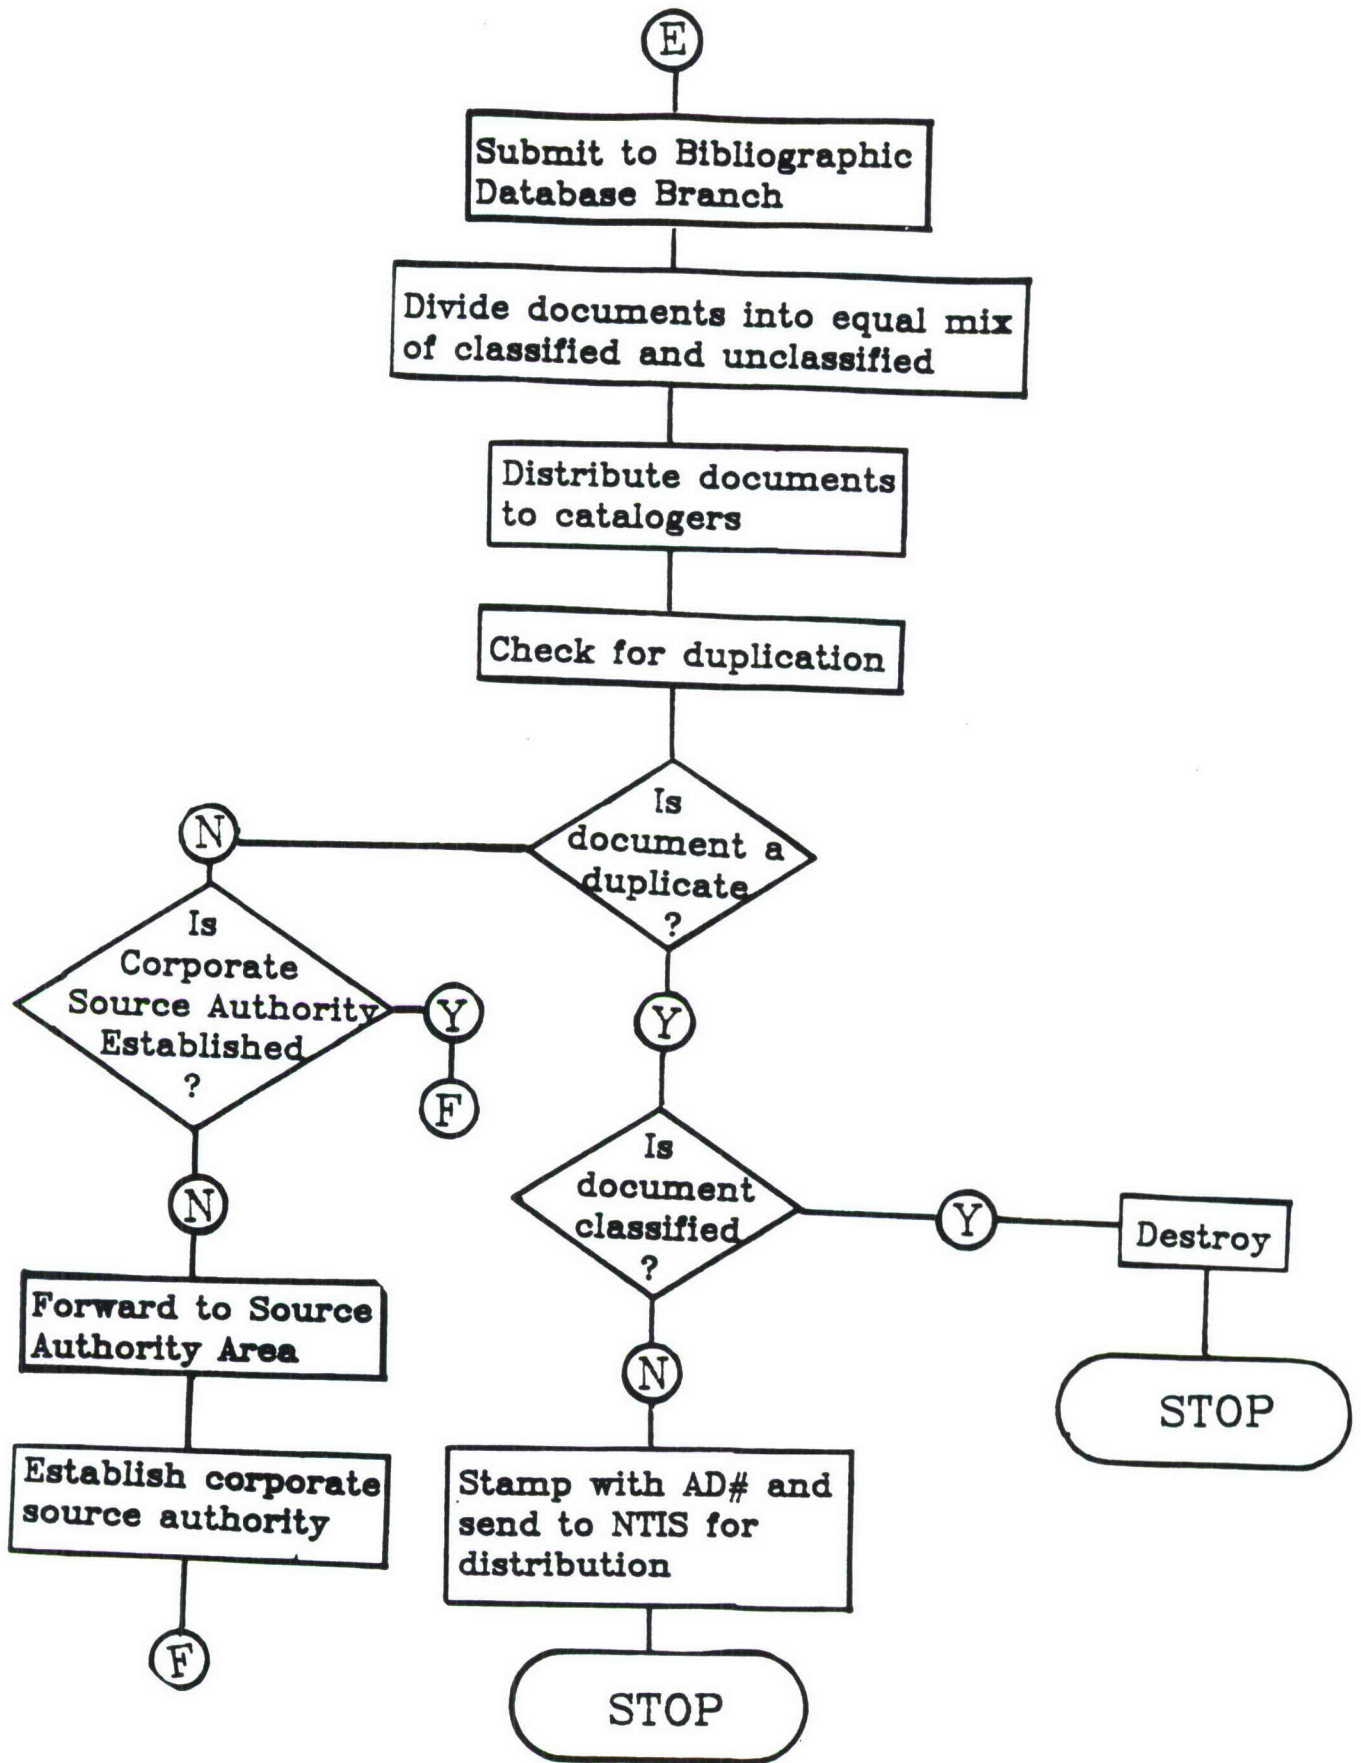 E
Submit to Bibliographic
Database Branch
Divide documents into equal mix
of classified and unclassified
Distribute documents
to catalogers
Check for duplication
Is
document a
duplicate
?
N
Is
Corporate
Source Authority
Established
?
Y
F
N
Forward to Source
Authority Area
Establish corporate
source authority
F
Y
Is
document
classified
?
Y
Destroy
STOP
N
Stamp with AD# and
send to NTIS for
distribution
STOP